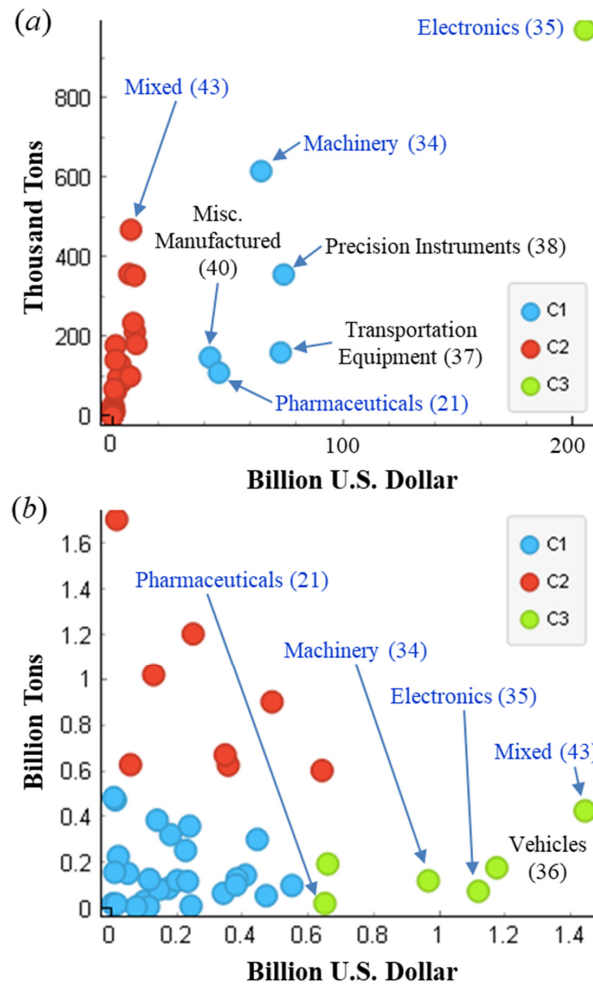 (a)
Electronics (35)
Mixed (43)
Machinery (34)
Misc.
Manufactured
(40)
Precision Instruments (38)
Transportation
Equipment (37)
Pharmaceuticals (21)
C1
C2
C3
Thousand Tons
800
600
400
200
0
0
100
200
Billion U.S. Dollar
(b)
Pharmaceuticals (21)
Machinery (34)
Electronics (35)
Mixed (43)
Vehicles
(36)
C1
C2
C3
Billion Tons
1.6
1.4
1.2
1
0.8
0.6
0.4
0.2
0
0
0.2
0.4
0.6
0.8
1
1.2
1.4
Billion U.S. Dollar